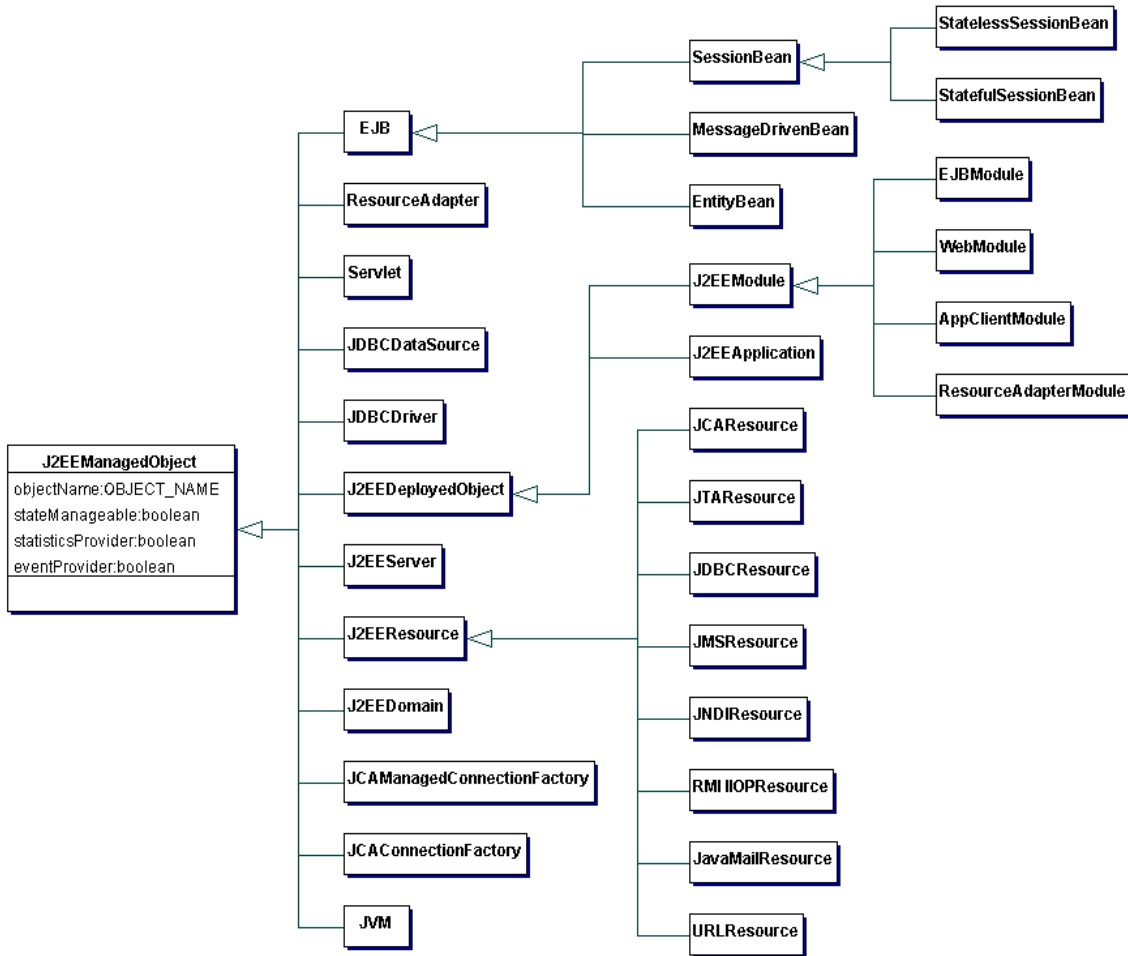 J2EEManagedObject
objectName:OBJECT_NAME
stateManageable:boolean
statisticsProvider:boolean
eventProvider:boolean
EJB
ResourceAdapter
Servlet
JDBCDataSource
JDBCDriver
J2EEDeployedObject
J2EEServer
J2EEResource
J2EEDomain
JCAManagedConnectionFactory
JCAConnectionFactory
JVM
SessionBean
MessageDrivenBean
EntityBean
J2EEModule
J2EEApplication
JCAResource
JTAResource
JDBCResource
JMSResource
JNDIResource
RMI IIOPResource
JavaMailResource
URLResource
StatelessSessionBean
StatefulSessionBean
EJBModule
WebModule
AppClientModule
ResourceAdapterModule